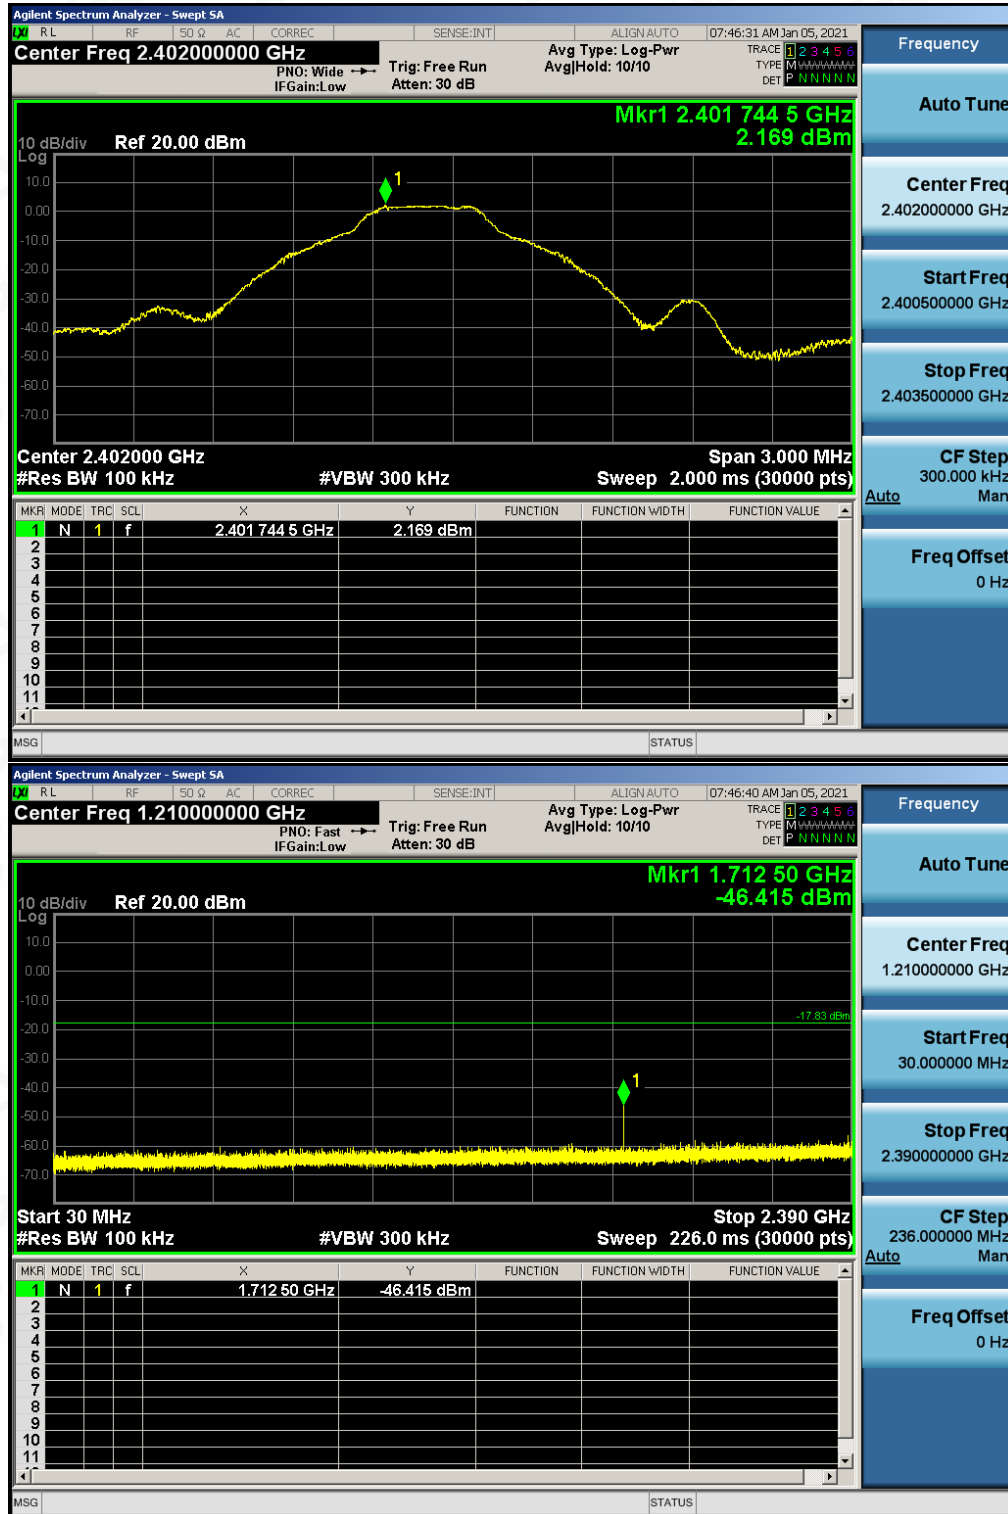 Agilent Spectrum Analyzer - Swept SA
LXI RL RF 50 Ω AC CORREC SENSE:INT ALIGN AUTO 07:46:31 AM Jan 05, 2021
Center Freq 2.402000000 GHz
PNO: Wide
IFGain:Low
Trig: Free Run
Atten: 30 dB
Avg Type: Log-Pwr
Avg|Hold: 10/10
TRACE 1 2 3 4 5 6
TYPE M WWWWW
DET P N N N N N
Mkr1 2.401 744 5 GHz
2.169 dBm
10 dB/div Ref 20.00 dBm
Log
10.0
1
0.00
-10.0
-20.0
-30.0
-40.0
-50.0
-60.0
-70.0
Center 2.402000 GHz Span 3.000 MHz
#Res BW 100 kHz #VBW 300 kHz Sweep 2.000 ms (30000 pts)
MKR MODE TRC SCL X Y FUNCTION FUNCTION WIDTH FUNCTION VALUE
1 N 1 f 2.401 744 5 GHz 2.169 dBm
2
3
4
5
6
7
8
9
10
11
MSG STATUS
Frequency
Auto Tune
Center Freq
2.402000000 GHz
Start Freq
2.400500000 GHz
Stop Freq
2.403500000 GHz
CF Step
300.000 kHz
Auto Man
Freq Offset
0 Hz
Agilent Spectrum Analyzer - Swept SA
LXI RL RF 50 Ω AC CORREC SENSE:INT ALIGN AUTO 07:46:40 AM Jan 05, 2021
Center Freq 1.210000000 GHz
PNO: Fast
IFGain:Low
Trig: Free Run
Atten: 30 dB
Avg Type: Log-Pwr
Avg|Hold: 10/10
TRACE 1 2 3 4 5 6
TYPE M WWWWW
DET P N N N N N
Mkr1 1.712 50 GHz
-46.415 dBm
10 dB/div Ref 20.00 dBm
Log
10.0
0.00
-10.0
-17.83 dBm
-20.0
-30.0
-40.0
1
-50.0
-60.0
-70.0
Start 30 MHz Stop 2.390 GHz
#Res BW 100 kHz #VBW 300 kHz Sweep 226.0 ms (30000 pts)
MKR MODE TRC SCL X Y FUNCTION FUNCTION WIDTH FUNCTION VALUE
1 N 1 f 1.712 50 GHz -46.415 dBm
2
3
4
5
6
7
8
9
10
11
MSG STATUS
Frequency
Auto Tune
Center Freq
1.210000000 GHz
Start Freq
30.000000 MHz
Stop Freq
2.390000000 GHz
CF Step
236.000000 MHz
Auto Man
Freq Offset
0 Hz